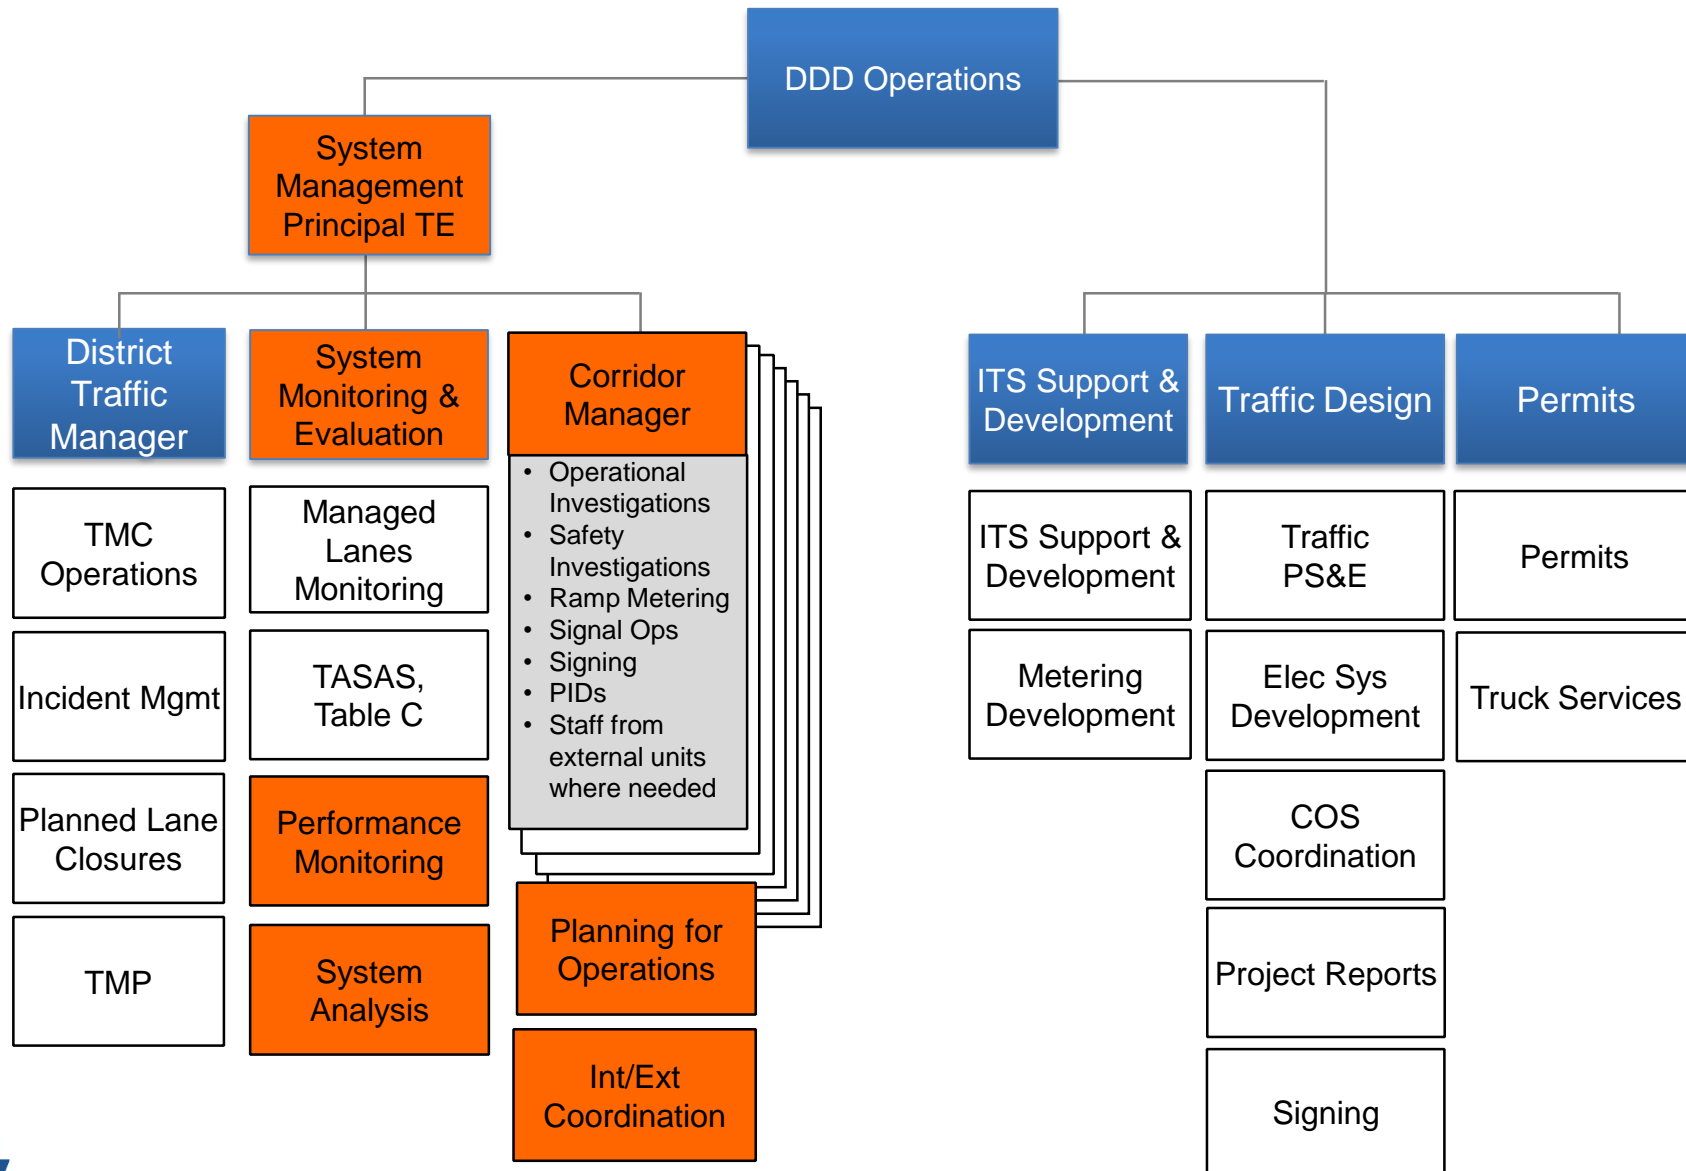 DDD Operations
System
Management
Principal TE
District
Traffic
Manager
System
Monitoring &
Evaluation
Corridor
Manager
ITS Support &
Development
Traffic Design
Permits
• Operational
Investigations
• Safety
Investigations
• Ramp Metering
• Signal Ops
• Signing
• PIDs
• Staff from
external units
where needed
TMC
Operations
Incident Mgmt
Planned Lane
Closures
TMP
Managed
Lanes
Monitoring
TASAS,
Table C
Performance
Monitoring
System
Analysis
Planning for
Operations
Int/Ext
Coordination
ITS Support &
Development
Metering
Development
Traffic
PS&E
Elec Sys
Development
COS
Coordination
Project Reports
Signing
Permits
Truck Services